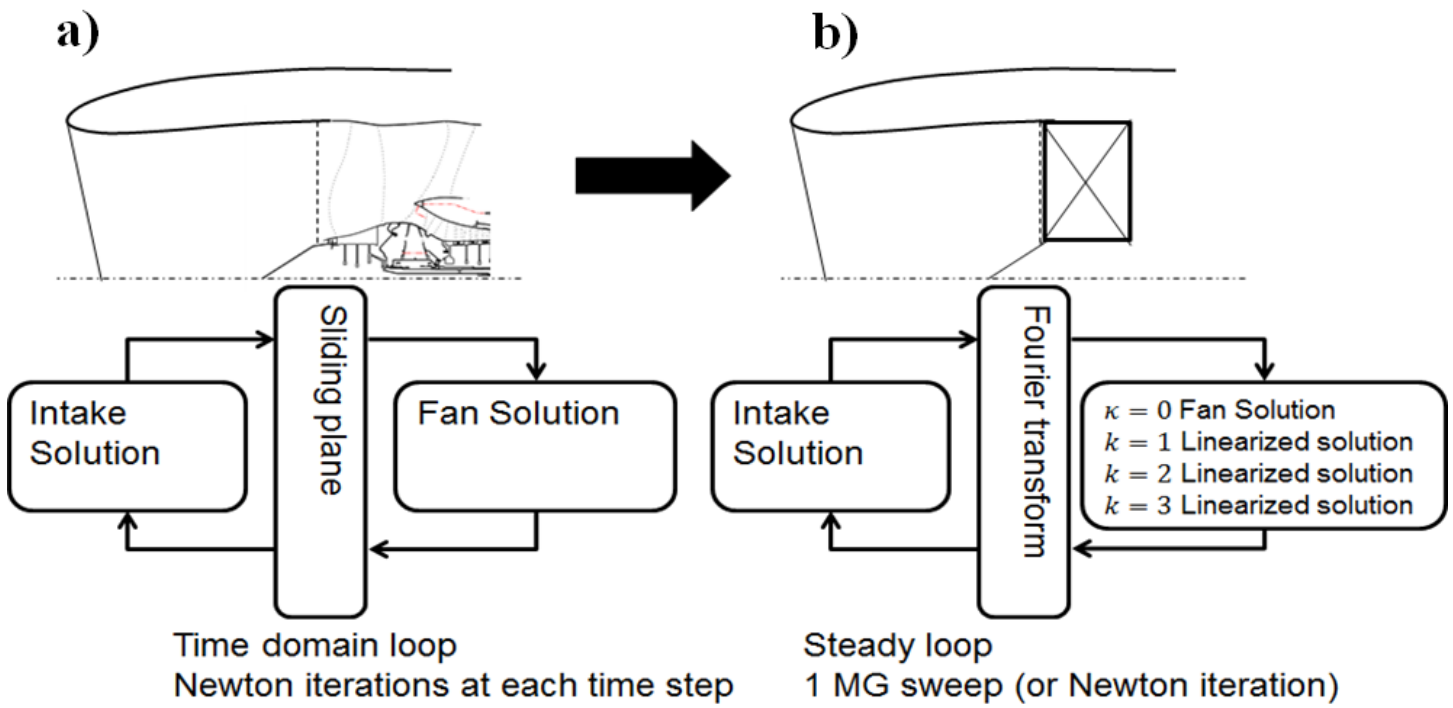 a)
b)
Sliding plane
Intake
Solution
Fan Solution
Time domain loop
Newton iterations at each time step
Fourier transform
Intake
Solution
κ = 0 Fan Solution
k = 1 Linearized solution
k = 2 Linearized solution
k = 3 Linearized solution
Steady loop
1 MG sweep (or Newton iteration)